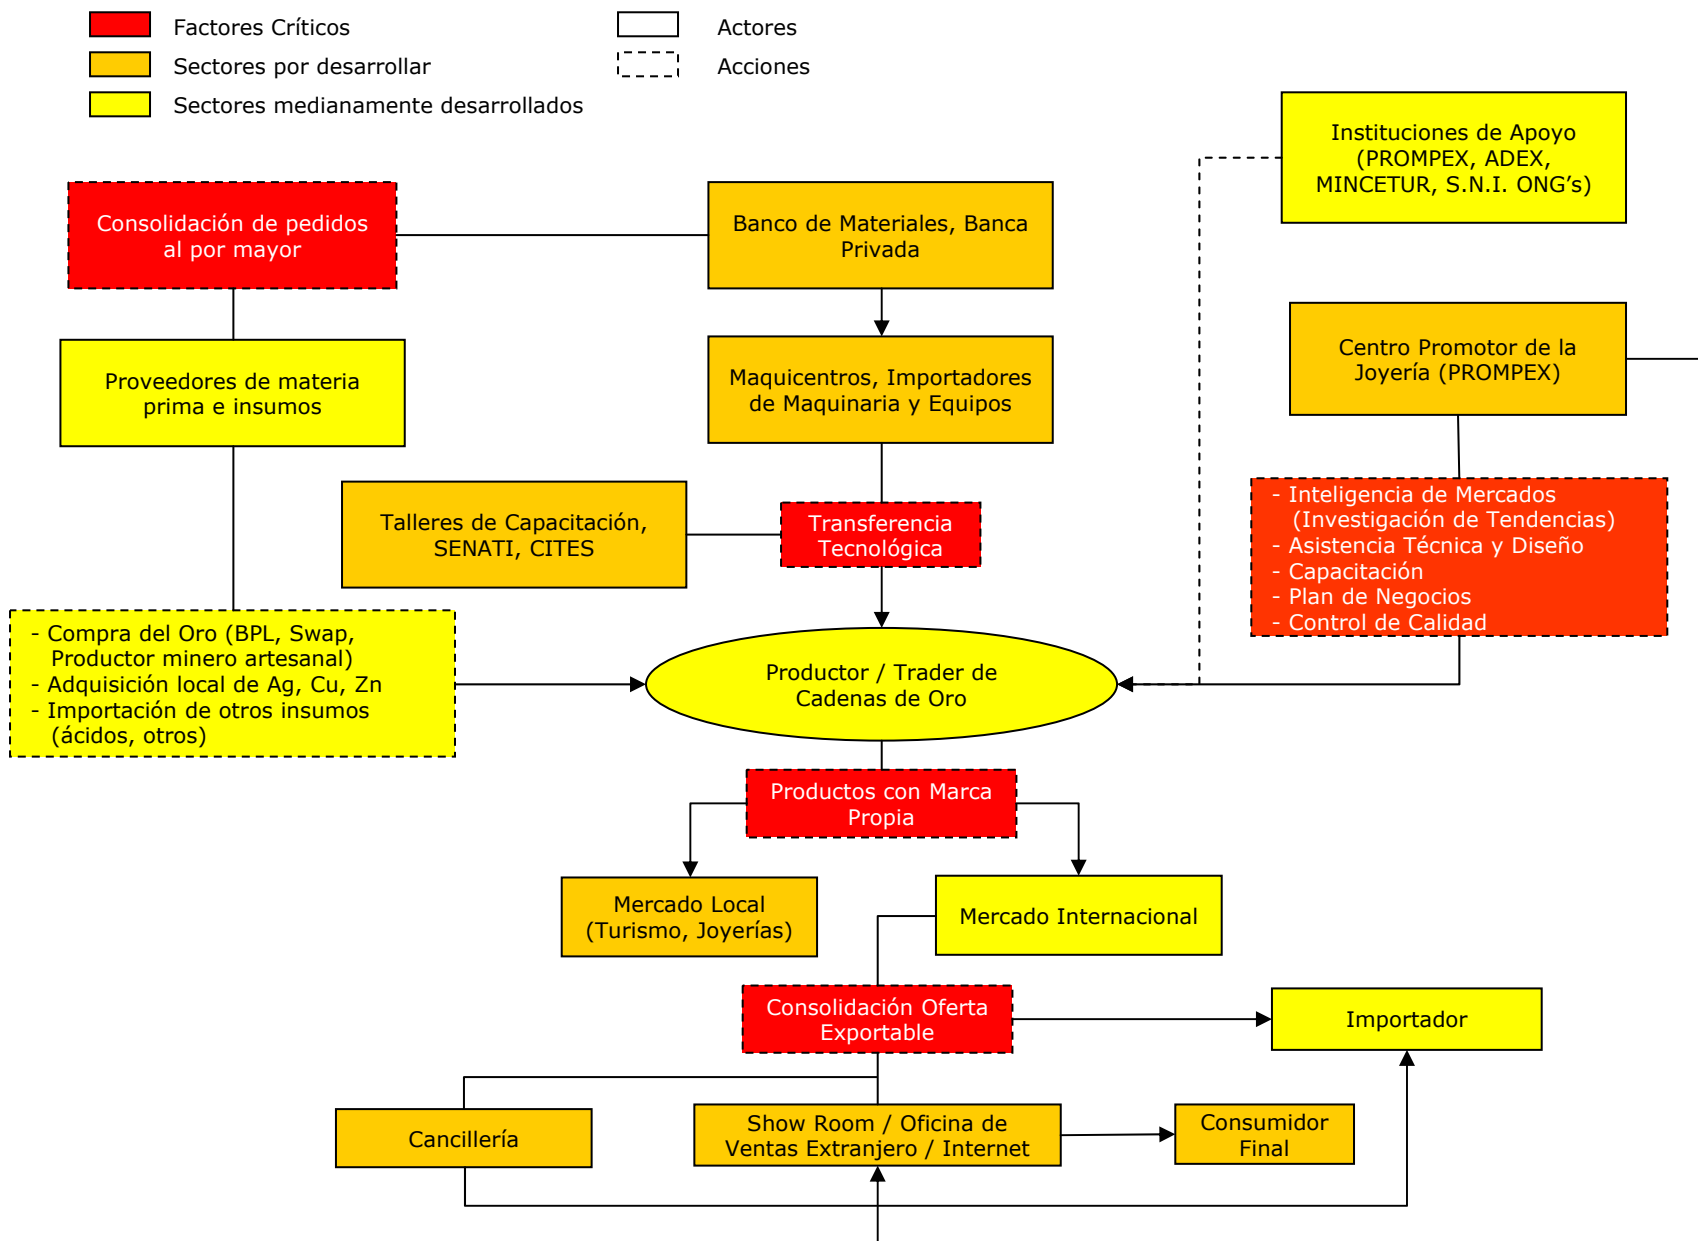 Factores Críticos
Actores
Sectores por desarrollar
Acciones
Sectores medianamente desarrollados
Instituciones de Apoyo
(PROMPEX, ADEX,
MINCETUR, S.N.I. ONG’s)
Consolidación de pedidos
al por mayor
Banco de Materiales, Banca
Privada
Proveedores de materia
prima e insumos
Maquicentros, Importadores
de Maquinaria y Equipos
Centro Promotor de la
Joyería (PROMPEX)
Talleres de Capacitación,
SENATI, CITES
Transferencia
Tecnológica
- Inteligencia de Mercados
(Investigación de Tendencias)
- Asistencia Técnica y Diseño
- Capacitación
- Plan de Negocios
- Control de Calidad
- Compra del Oro (BPL, Swap,
Productor minero artesanal)
- Adquisición local de Ag, Cu, Zn
- Importación de otros insumos
(ácidos, otros)
Productor / Trader de
Cadenas de Oro
Productos con Marca
Propia
Mercado Local
(Turismo, Joyerías)
Mercado Internacional
Consolidación Oferta
Exportable
Importador
Cancillería
Show Room / Oficina de
Ventas Extranjero / Internet
Consumidor
Final